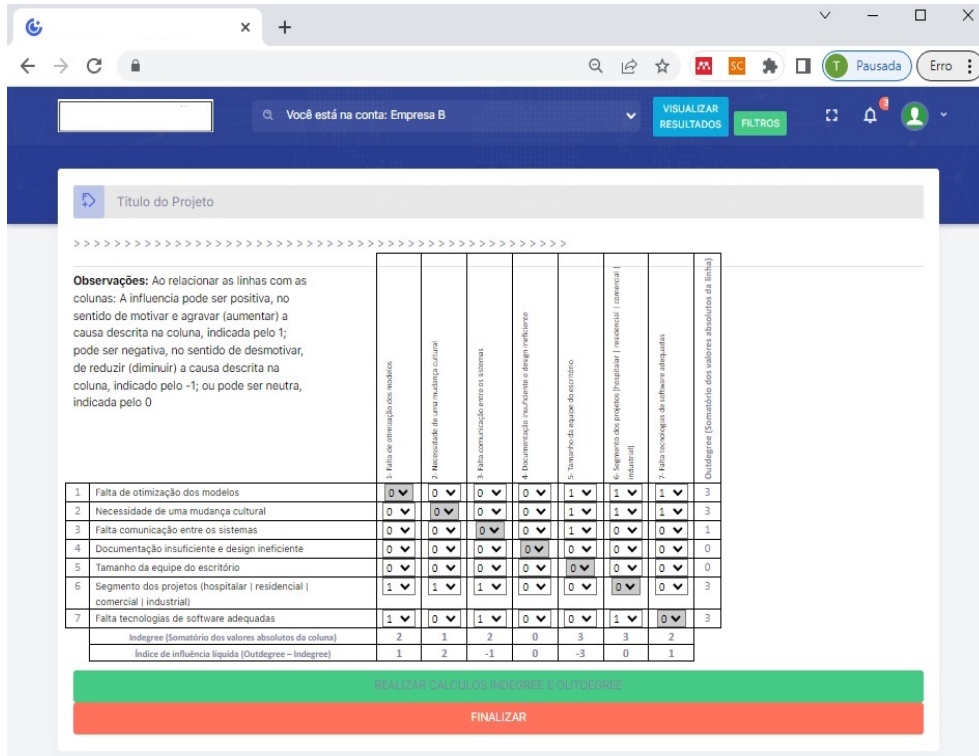 T
Pausada
Erro
Você está na conta: Empresa B
VISUALIZAR
RESULTADOS
FILTROS
3
Titulo do Projeto
> > > > > > > > > > > > > > > > > > > > > > > > > > > > > > > > > > > > > > > > > > > > > > > > >
Observações: Ao relacionar as linhas com as
colunas: A influencia pode ser positiva, no
sentido de motivar e agravar (aumentar) a
causa descrita na coluna, indicada pelo 1;
pode ser negativa, no sentido de desmotivar,
de reduzir (diminuir) a causa descrita na
coluna, indicado pelo -1; ou pode ser neutra,
indicada pelo 0
1- Falta de otimização dos modelos
2- Necessidade de uma mudança cultural
3- Falta comunicação entre os sistemas
4- Documentação insuficiente e design ineficiente
5- Tamanho da equipe do escritório
6- Segmento dos projetos (hospitalar | residencial | comercial |
industrial)
7- Falta tecnologias de software adequadas
Outdegree (Somatório dos valores absolutos da linha)
1 Falta de otimização dos modelos 0 0 0 0 1 1 1 3
2 Necessidade de uma mudança cultural 0 0 0 0 1 1 1 3
3 Falta comunicação entre os sistemas 0 0 0 0 1 0 0 1
4 Documentação insuficiente e design ineficiente 0 0 0 0 0 0 0 0
5 Tamanho da equipe do escritório 0 0 0 0 0 0 0 0
6 Segmento dos projetos (hospitalar | residencial | 1 1 1 0 0 0 0 3
comercial | industrial)
7 Falta tecnologias de software adequadas 1 0 1 0 0 1 0 3
Indegree (Somatório dos valores absolutos da coluna) 2 1 2 0 3 3 2
Índice de influência líquida (Outdegree – Indegree) 1 2 -1 0 -3 0 1
REALIZAR CALCULOS INDEGREE E OUTDEGREE
FINALIZAR